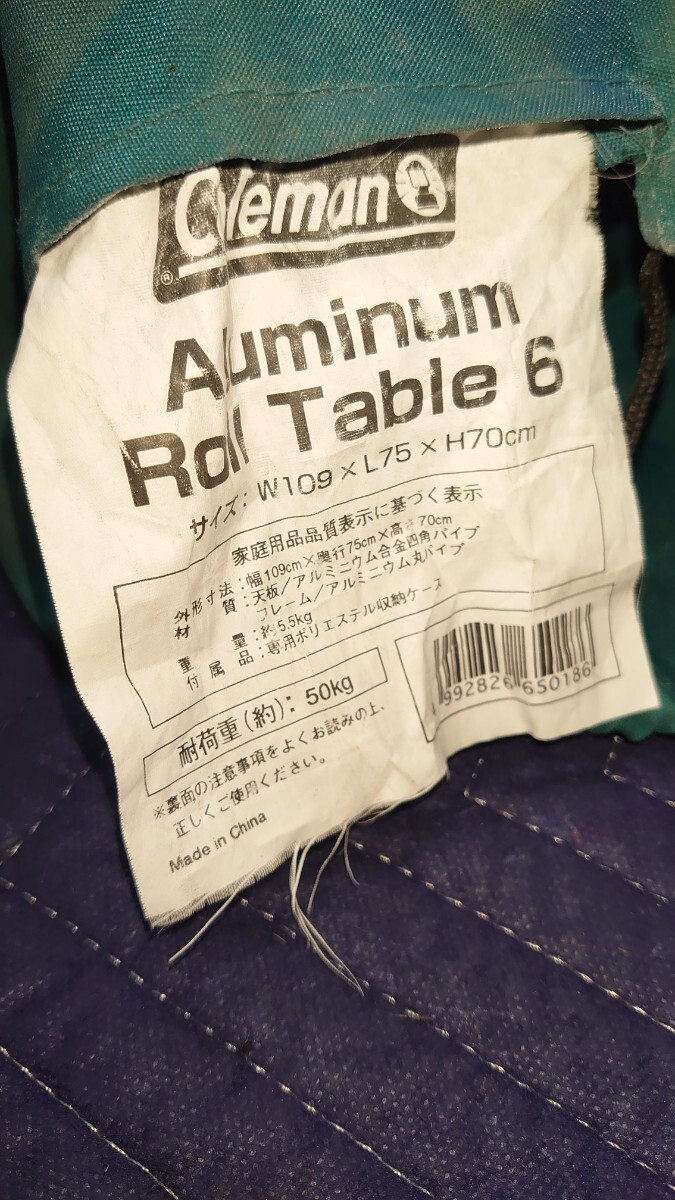 Coleman
®
Aluminum
Roll Table 6
サイズ: W109 × L75 × H70cm
家庭用品品質表示に基づく表示
外形寸法:幅109cm×奥行75cm×高さ70cm
材 質:天板/アルミニウム合金四角パイプ
フレーム/アルミニウム丸パイプ
重 量:約5.5kg
付 属 品:専用ポリエステル収納ケース
耐荷重(約): 50kg
992826 650186
※裏面の注意事項をよくお読みの上、
正しくご使用ください。
Made in China